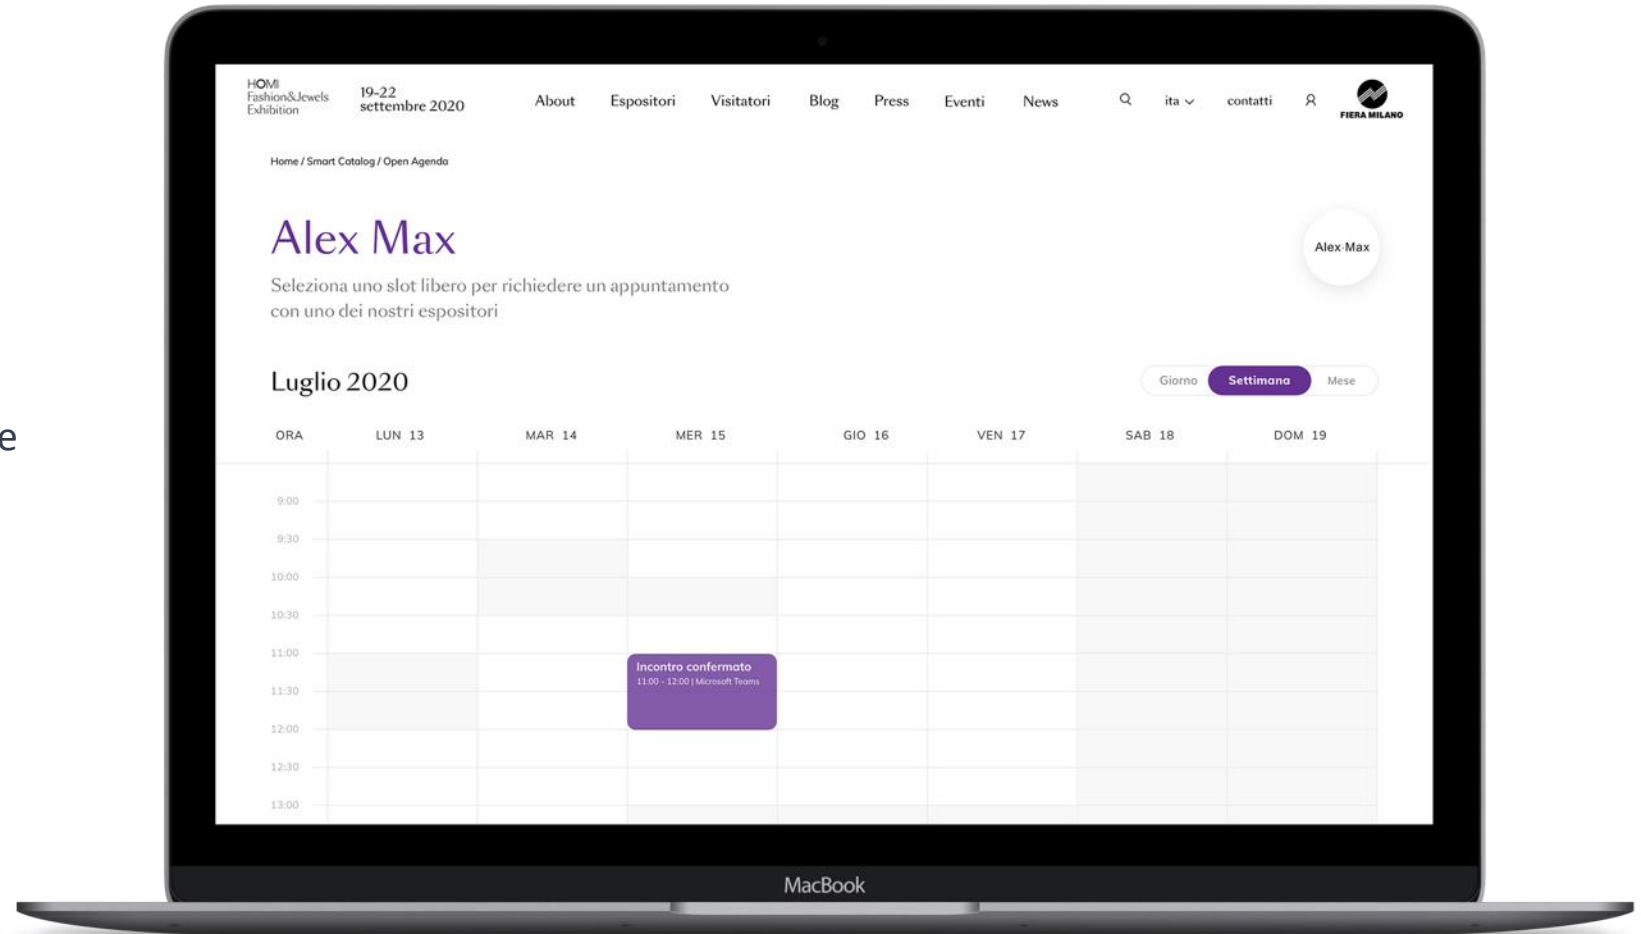 HOMI
Fashion&Jewels
Exhibition
19-22
settembre 2020
About Espositori Visitatori Blog Press Eventi News
ita contatti
FIERA MILANO
Home / Smart Catalog / Open Agenda
Alex Max
Alex·Max
Seleziona uno slot libero per richiedere un appuntamento
con uno dei nostri espositori
Luglio 2020
Giorno Settimana Mese
e
ORA LUN 13 MAR 14 MER 15 GIO 16 VEN 17 SAB 18 DOM 19
9:00
9:30
10:00
10:30
11:00
Incontro confermato
11:00 - 12:00 | Microsoft Teams
11:30
12:00
12:30
13:00
MacBook